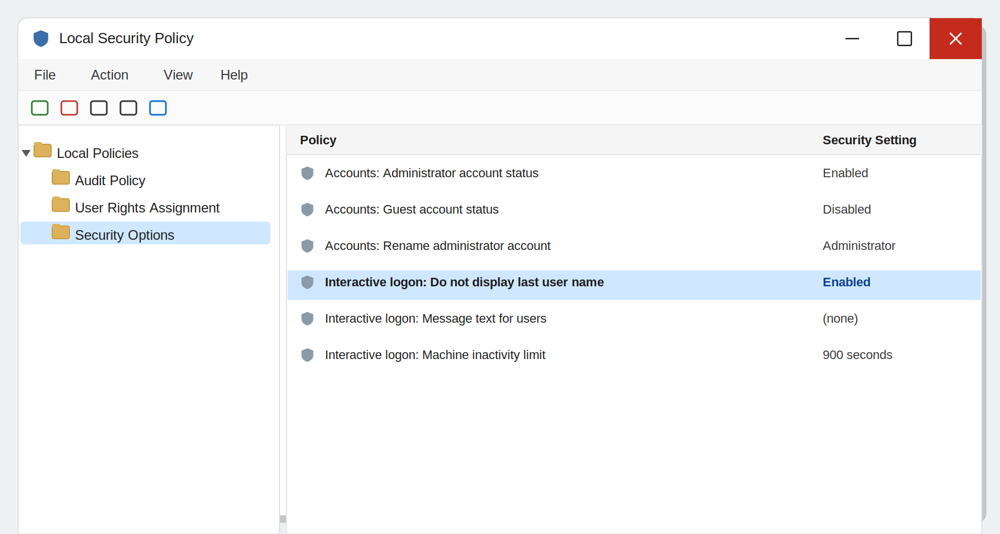 Local Security Policy
File Action View Help
Local Policies
Audit Policy
User Rights Assignment
Security Options
Policy Security Setting
Accounts: Administrator account status Enabled
Accounts: Guest account status Disabled
Accounts: Rename administrator account Administrator
Interactive logon: Do not display last user name Enabled
Interactive logon: Message text for users (none)
Interactive logon: Machine inactivity limit 900 seconds